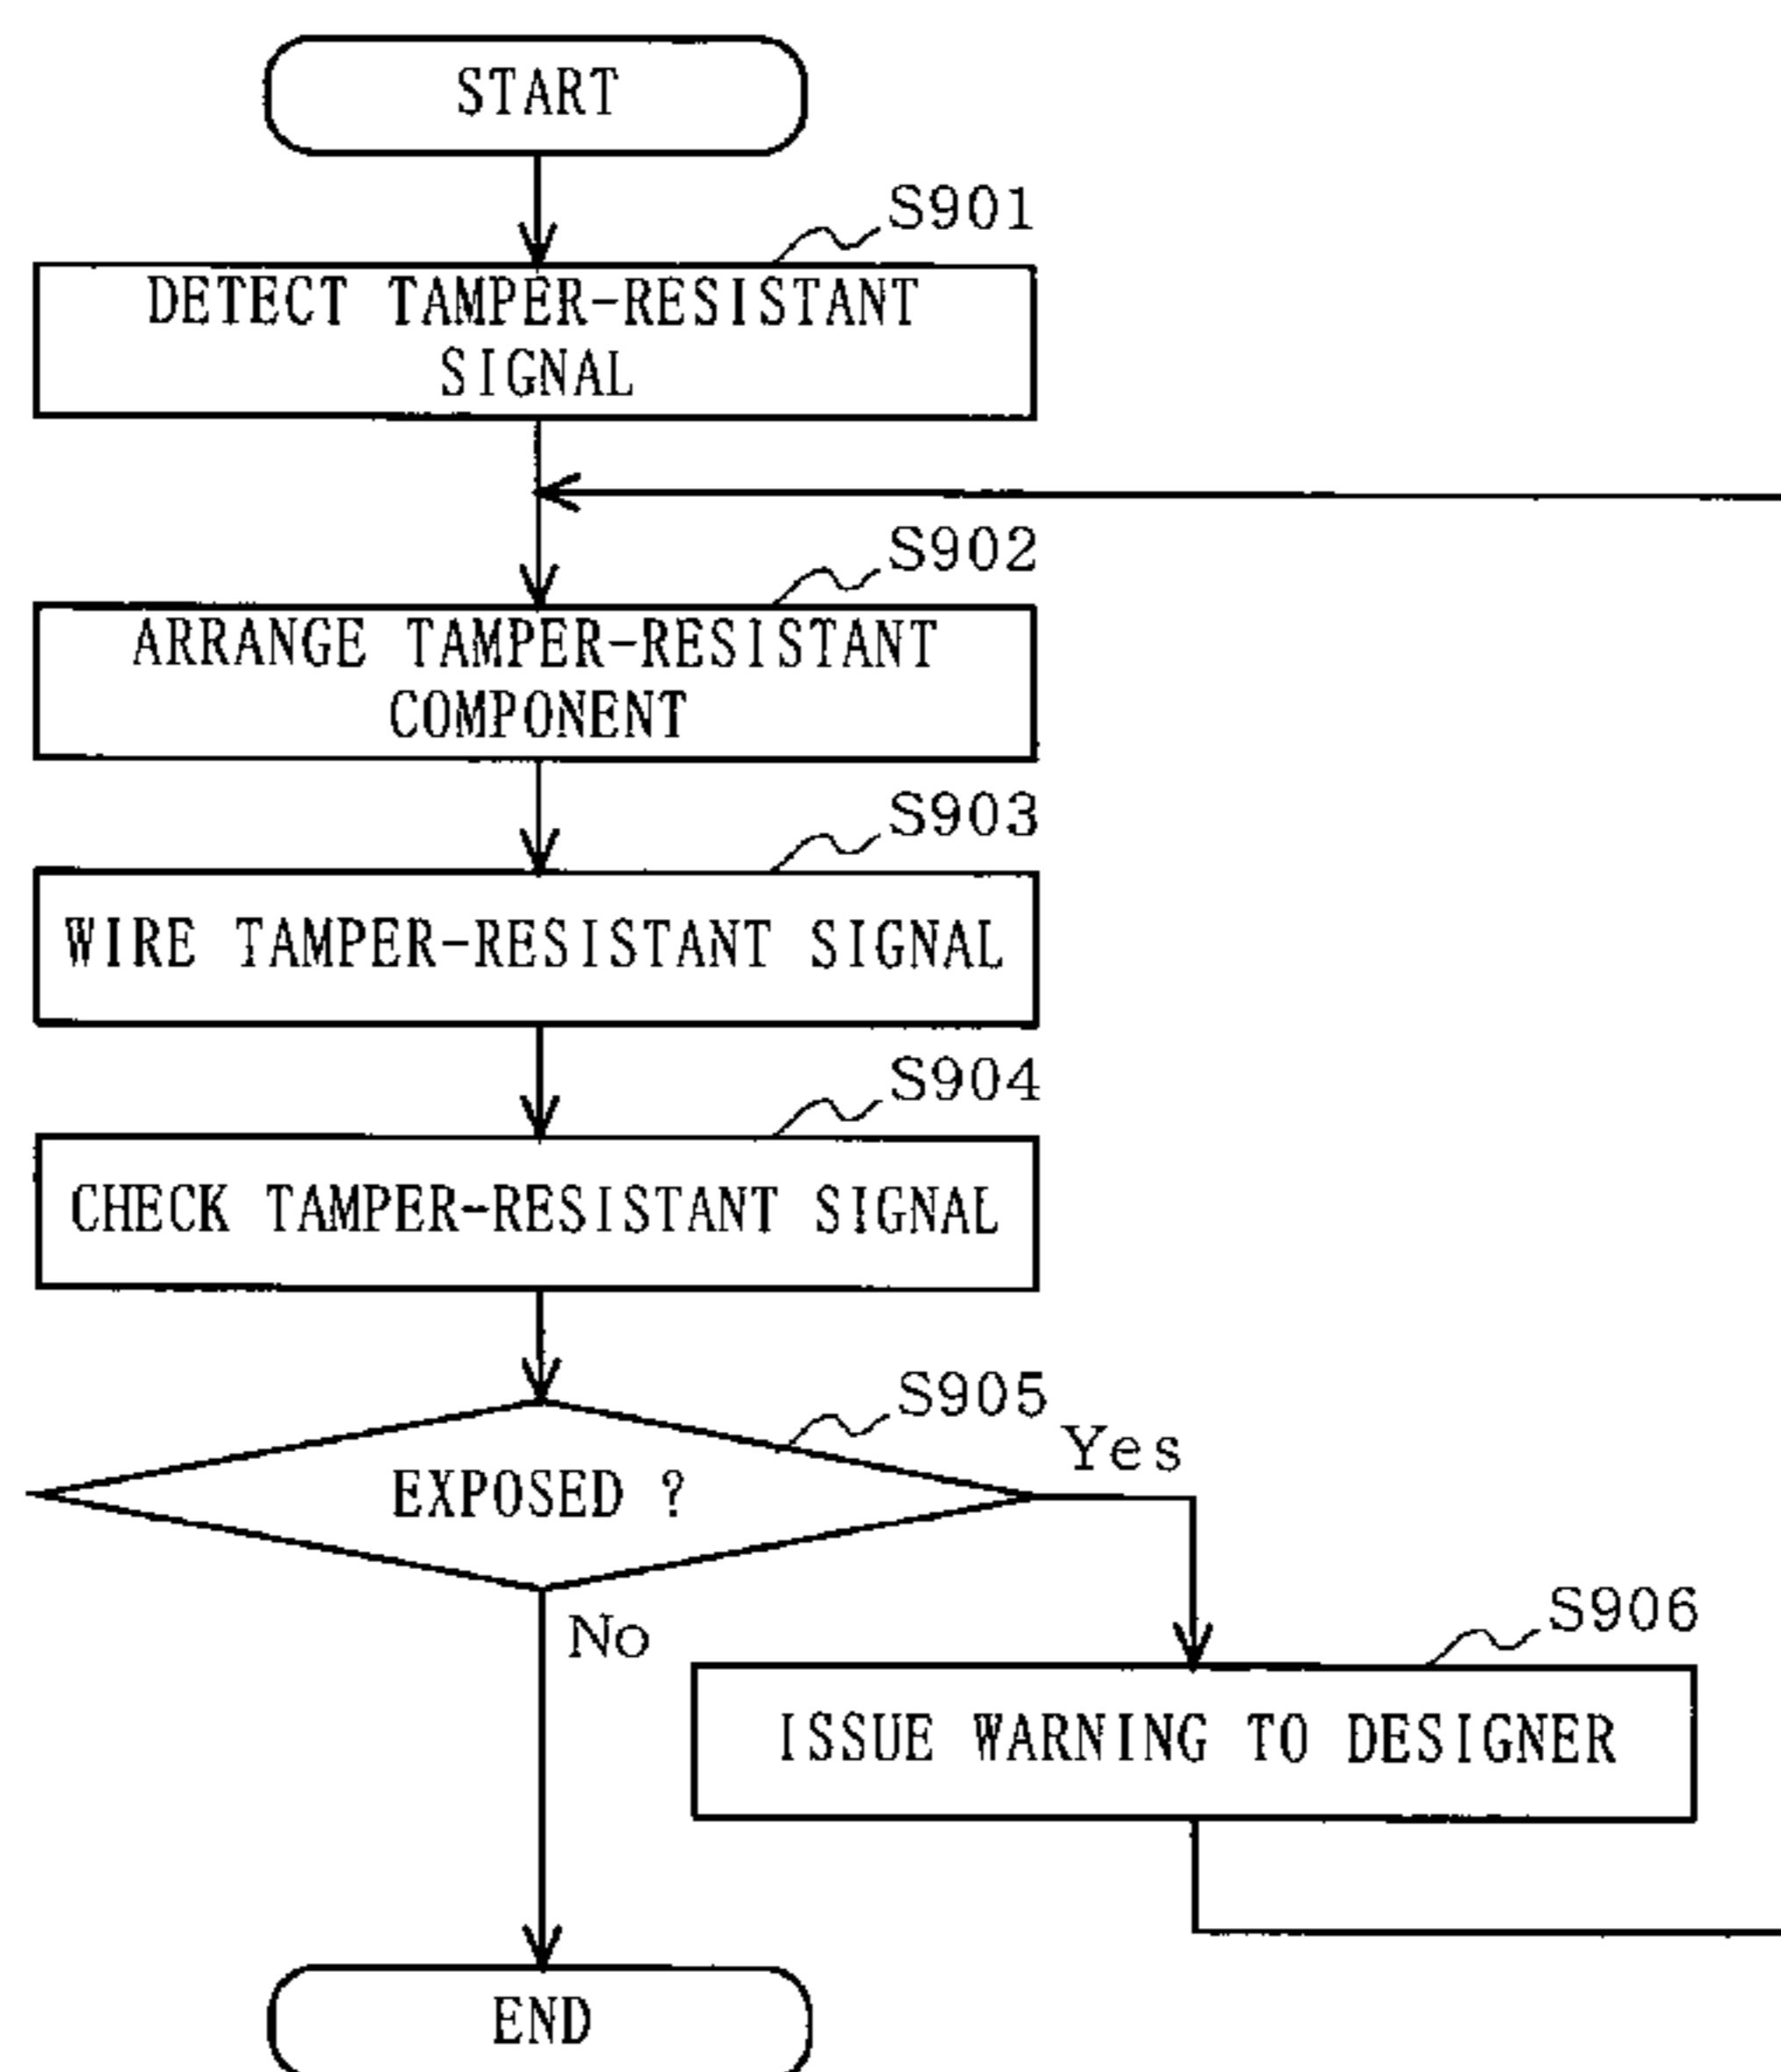 START
S901
DETECT TAMPER-RESISTANT
SIGNAL
S902
ARRANGE TAMPER-RESISTANT
COMPONENT
S903
WIRE TAMPER-RESISTANT SIGNAL
S904
CHECK TAMPER-RESISTANT SIGNAL
S905
EXPOSED ?
Yes
No
S906
ISSUE WARNING TO DESIGNER
END